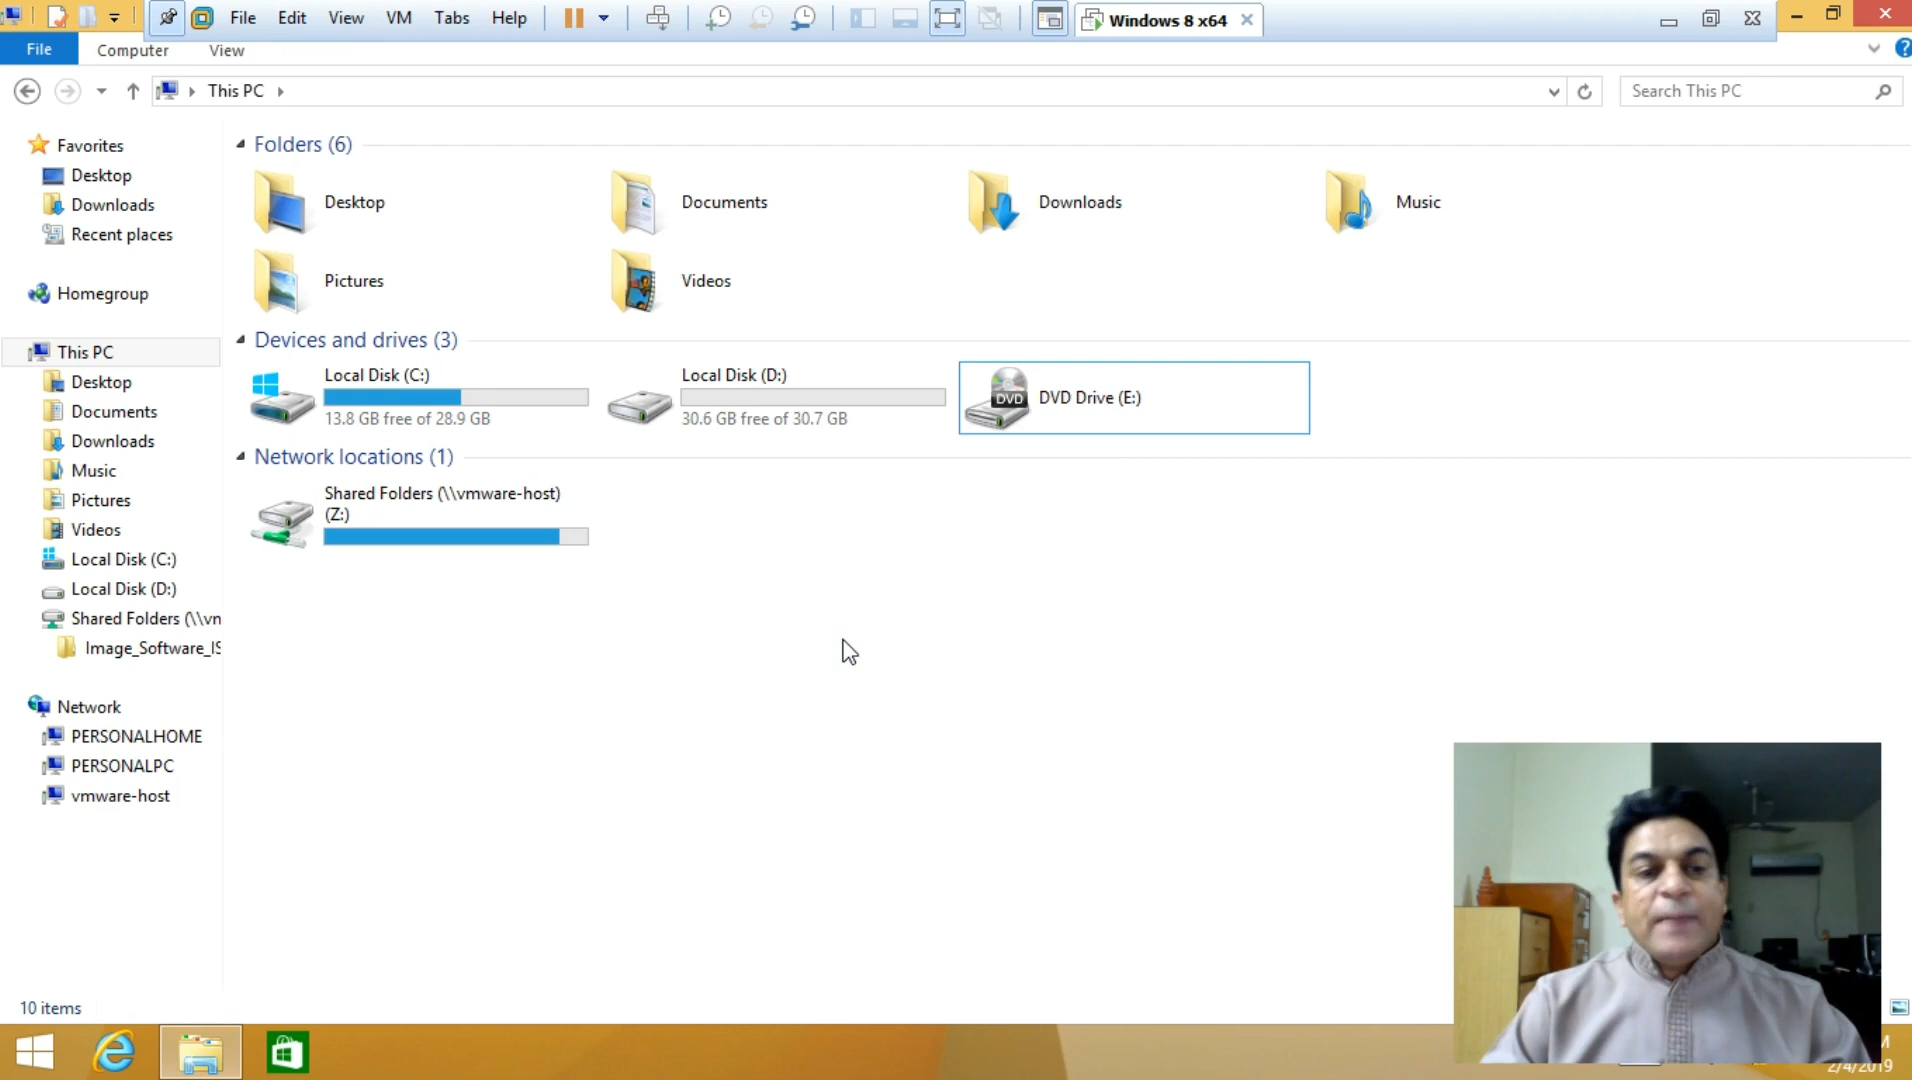 File Edit View VM Tabs Help Windows 8 x64
File Computer View
This PC Search This PC
Favorites
Desktop
Downloads
Recent places
Homegroup
This PC
Desktop
Documents
Downloads
Music
Pictures
Videos
Local Disk (C:)
Local Disk (D:)
Shared Folders (\\vn
Image_Software_IS
Network
PERSONALHOME
PERSONALPC
vmware-host
Folders (6)
Desktop
Documents
Downloads
Music
Pictures
Videos
Devices and drives (3)
Local Disk (C:)
13.8 GB free of 28.9 GB
Local Disk (D:)
30.6 GB free of 30.7 GB
DVD
DVD Drive (E:)
Network locations (1)
Shared Folders (\\vmware-host)
(Z:)
10 items
M
2/4/2019